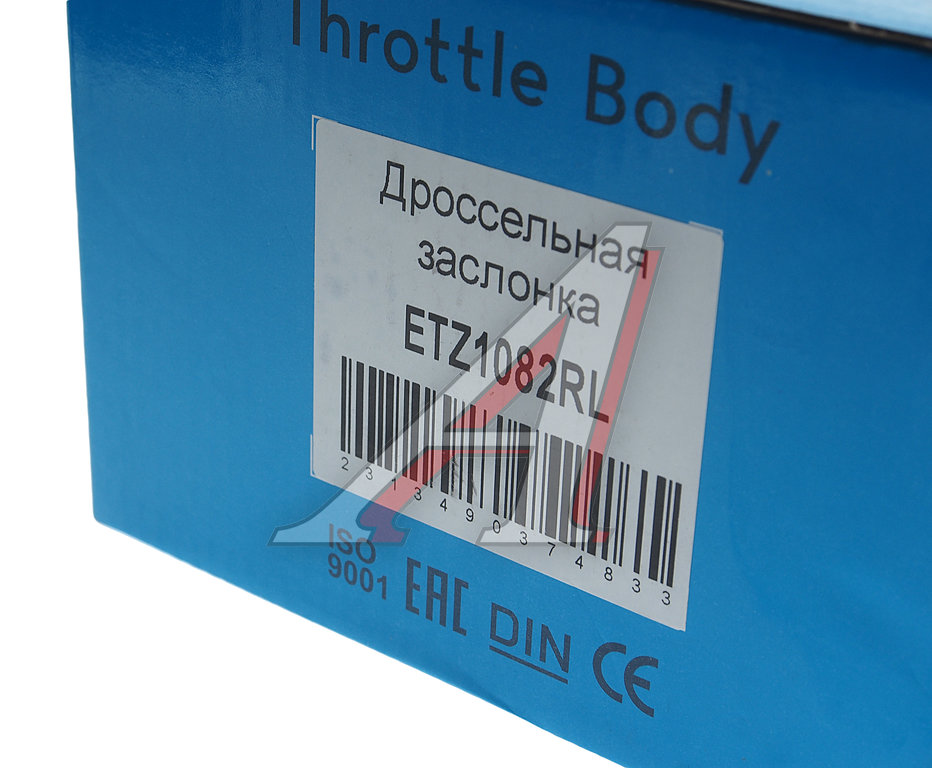 Throttle Body
Дроссельная
заслонка
ETZ1082RL
2313490374833
ISO
9001
EAC
DIN
CE